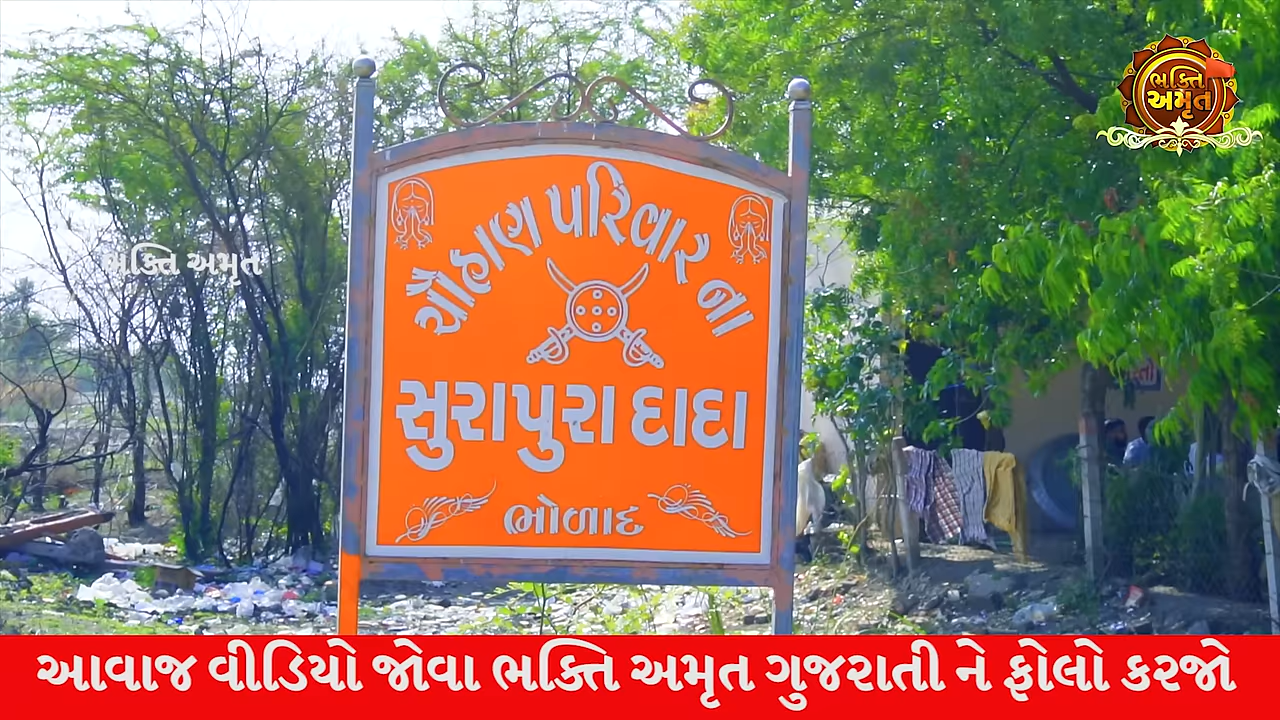 ભક્તિ
અમૃત
ભક્તિ અમૃત
ચૌહાણ પરિવાર ના
સુરાપુરા દાદા
ભોળાદ
આવાજ વીડિયો જોવા ભક્તિ અમૃત ગુજરાતી ને ફોલો કરજો